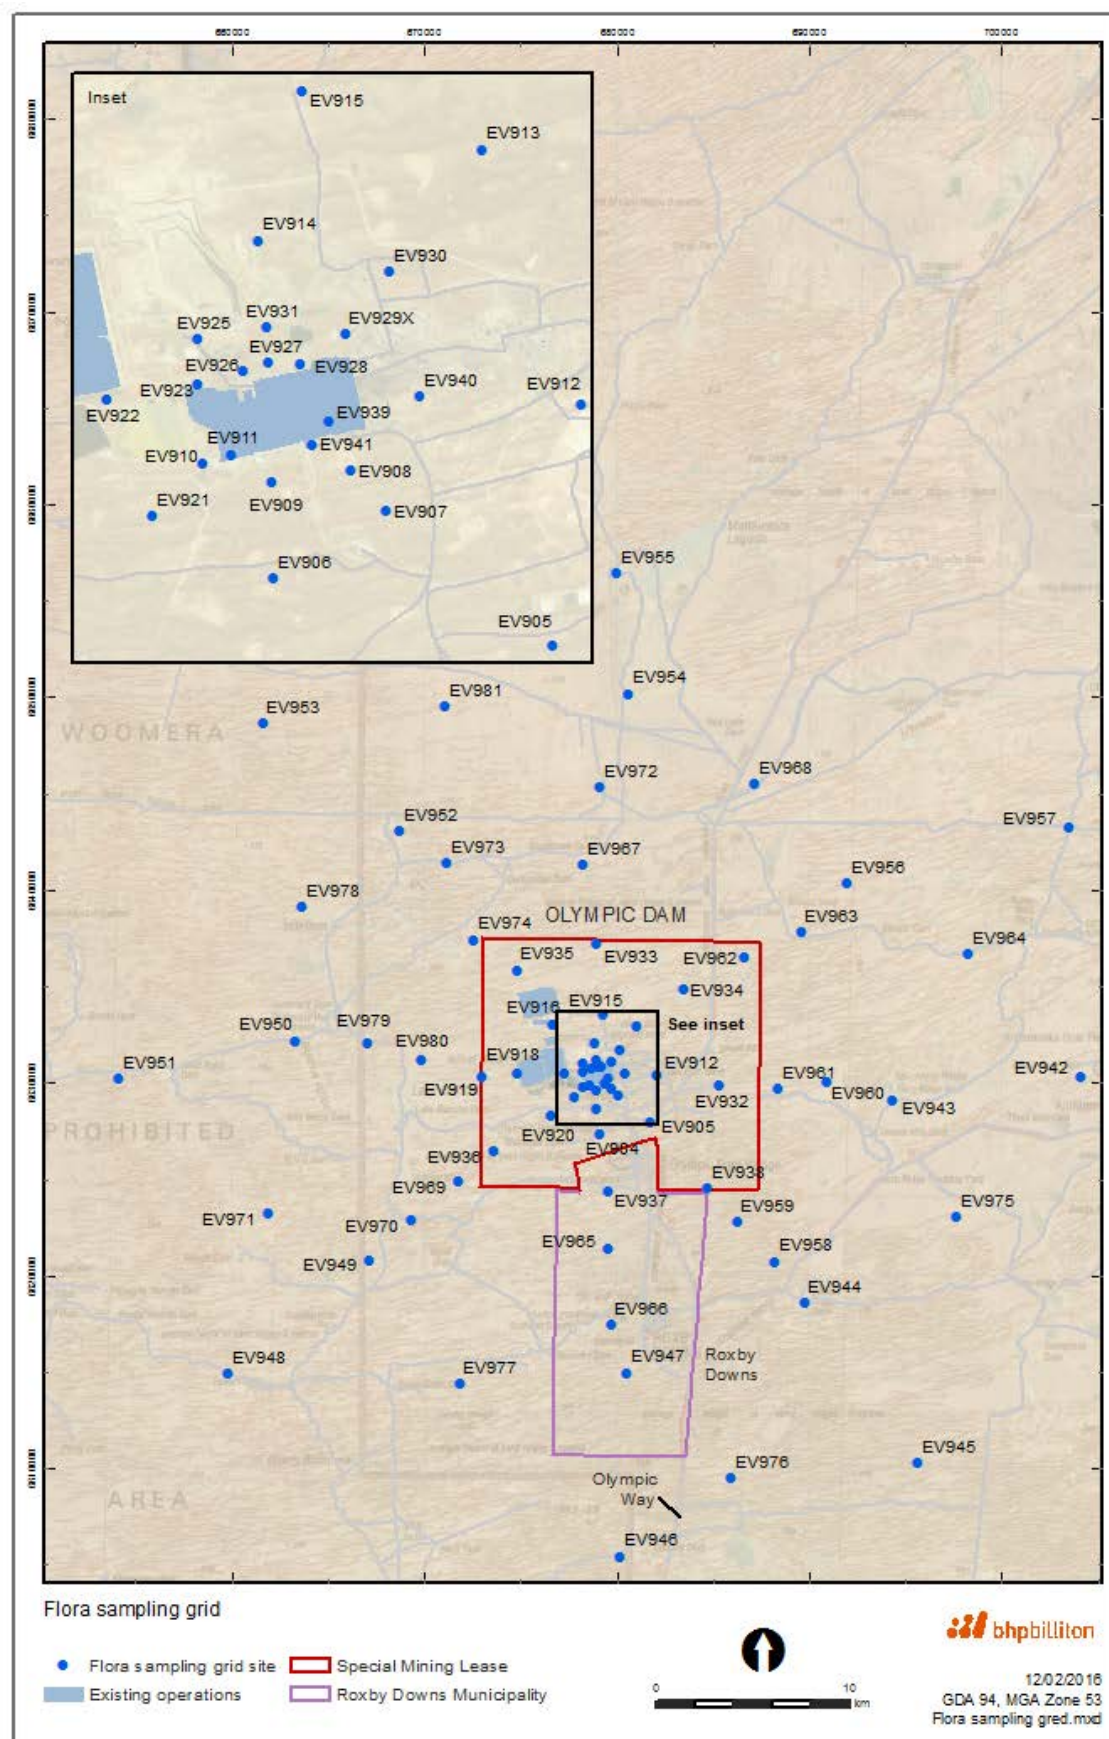 660000
670000
680000
690000
700000
Inset
EV915
EV913
EV914
EV930
EV931
EV929X
EV925
EV927
EV926
EV928
EV923
EV940
EV912
EV922
EV939
EV911
EV941
EV910
EV908
EV921
EV909
EV907
EV906
EV905
EV955
EV954
EV981
EV953
WOOMERA
EV972
EV968
EV952
EV957
EV973
EV967
EV956
EV978
EV974
OLYMPIC DAM
EV963
EV935
EV933
EV962
EV964
EV934
EV916
EV915
See inset
EV950
EV979
EV980
EV951
EV918
EV912
EV961
EV942
EV919
EV932
EV960
EV943
PROHIBITED
EV920
EV905
EV904
EV936
EV938
EV969
EV937
EV971
EV970
EV959
EV975
EV965
EV949
EV958
EV944
EV966
EV948
EV977
EV947
Roxby
Downs
EV945
EV976
Olympic
Way
AREA
EV946
Flora sampling grid
bhpbilliton
Flora sampling grid site
Special Mining Lease
Existing operations
Roxby Downs Municipality
0 10
km
12/02/2016
GDA 94, MGA Zone 53
Flora sampling gred.mxd